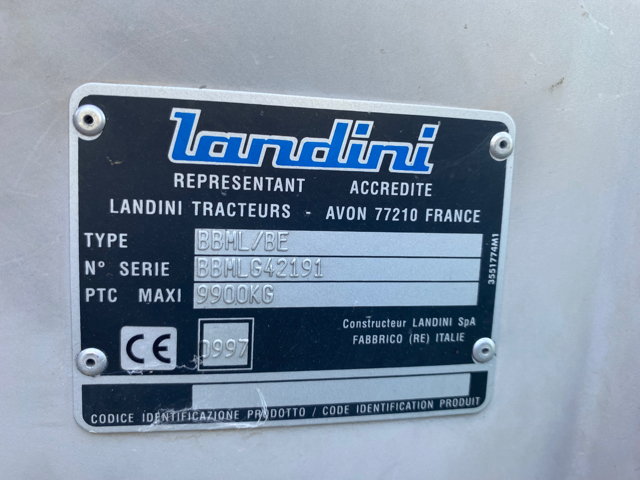 Landini
REPRESENTANT ACCREDITE
LANDINI TRACTEURS - AVON 77210 FRANCE
TYPE BBML/BE
N° SERIE BBMLG42191
PTC MAXI 9900KG
CE 0997
Constructeur LANDINI SpA
FABBRICO (RE) ITALIE
CODICE IDENTIFICAZIONE PRODOTTO / CODE IDENTIFICATION PRODUIT
3551774M1